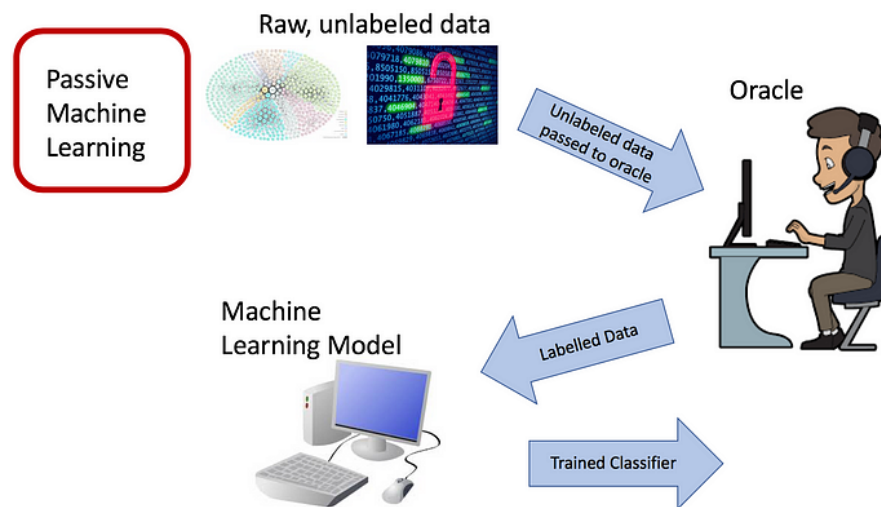 Raw, unlabeled data
Passive
Machine
Learning
Oracle
Unlabeled data
passed to oracle
Machine
Learning Model
Labelled Data
Trained Classifier